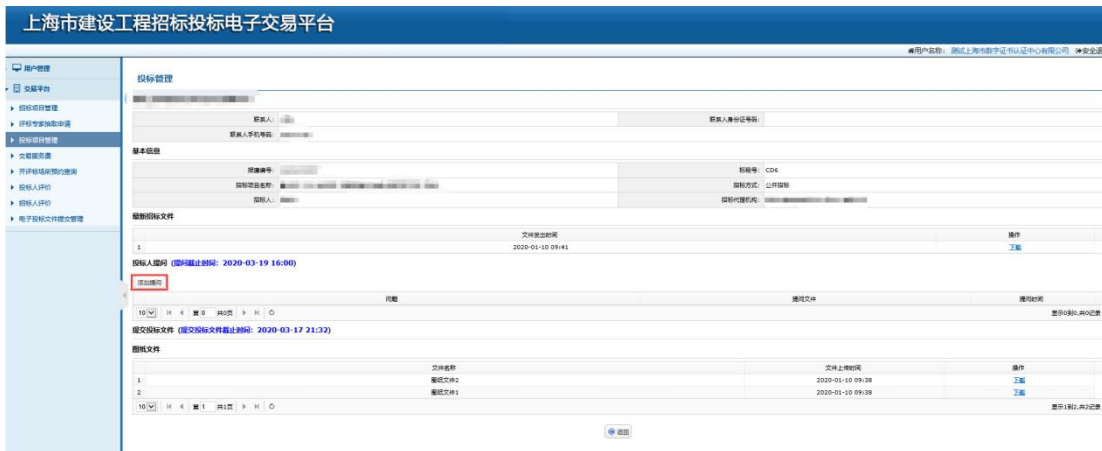 上海市建设工程招标投标电子交易平台
用户名称： 测试上海市数字证书认证中心有限公司 安全退
用户管理
交易平台
招标项目管理
评标专家抽取申请
投标项目管理
交易服务费
开评标场所预约查询
投标人评价
招标人评价
电子投标文件提交管理
投标管理
联系人： 联系人身份证号码：
联系人手机号码：
基本信息
报建编号： 标段号： CD6
招标项目名称： 招标方式： 公开招标
招标人： 招标代理机构：
最新招标文件
文件发出时间 操作
1 2020-01-10 09:41 下载
投标人提问 (提问截止时间：2020-03-19 16:00)
添加提问
问题 提问文件 提问时间
10 第 0 共0页 显示0到0,共0记录
提交投标文件 (提交投标文件截止时间：2020-03-17 21:32)
图纸文件
文件名称 文件上传时间 操作
1 图纸文件2 2020-01-10 09:38 下载
2 图纸文件1 2020-01-10 09:38 下载
10 第 1 共1页 显示1到2,共2记录
返回